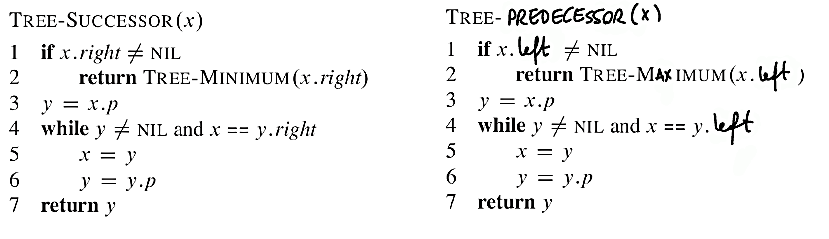 TREE-SUCCESSOR(x)
1 if x.right ≠ NIL
2 return TREE-MINIMUM(x.right)
3 y = x.p
4 while y ≠ NIL and x == y.right
5 x = y
6 y = y.p
7 return y
TREE-PREDECESSOR(x)
1 if x.left ≠ NIL
2 return TREE-MAXIMUM(x.left)
3 y = x.p
4 while y ≠ NIL and x == y.left
5 x = y
6 y = y.p
7 return y